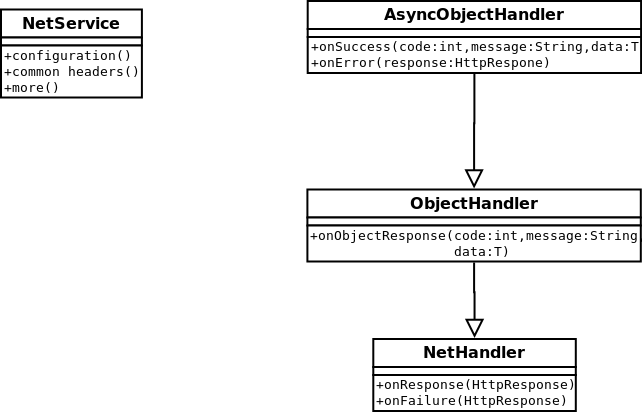 NetService
+configuration()
+common headers()
+more()
AsyncObjectHandler
+onSuccess(code:int,message:String,data:T
+onError(response:HttpRespone)
ObjectHandler
+onObjectResponse(code:int,message:String,
data:T)
NetHandler
+onResponse(HttpResponse)
+onFailure(HttpResponse)